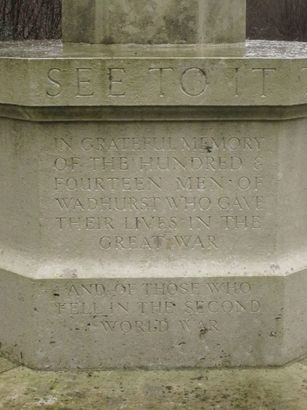 SEE TO IT
IN GRATEFUL MEMORY
OF THE HUNDRED &
FOURTEEN MEN · OF
WADHURST WHO GAVE
THEIR LIVES · IN THE
GREAT WAR
AND OF THOSE WHO
FELL IN THE SECOND
WORLD WAR